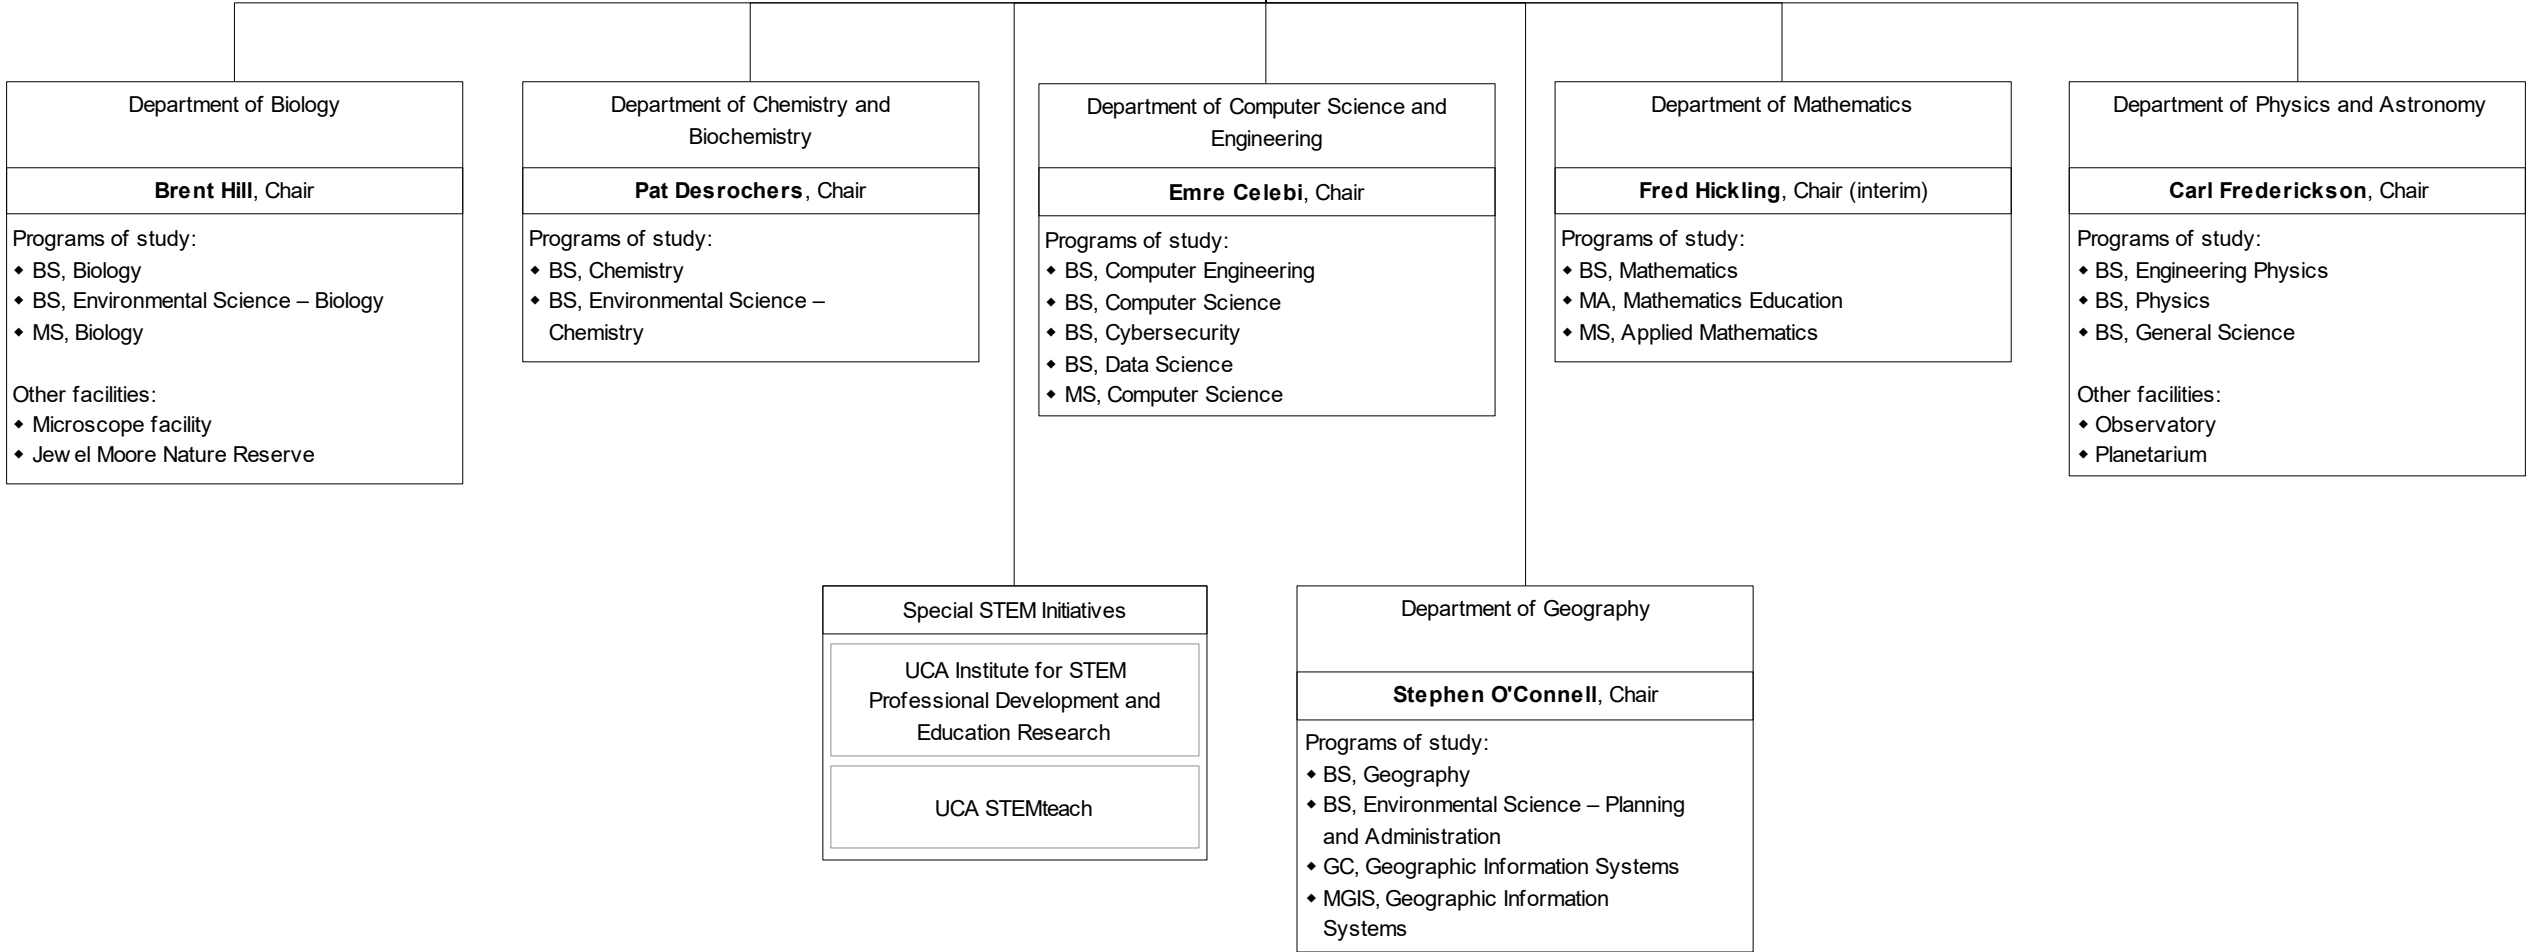 Department of Biology
Brent Hill, Chair
Programs of study:
◆ BS, Biology
◆ BS, Environmental Science – Biology
◆ MS, Biology
Other facilities:
◆ Microscope facility
◆ Jewel Moore Nature Reserve
Department of Chemistry and
Biochemistry
Pat Desrochers, Chair
Programs of study:
◆ BS, Chemistry
◆ BS, Environmental Science –
Chemistry
Department of Computer Science and
Engineering
Emre Celebi, Chair
Programs of study:
◆ BS, Computer Engineering
◆ BS, Computer Science
◆ BS, Cybersecurity
◆ BS, Data Science
◆ MS, Computer Science
Department of Mathematics
Fred Hickling, Chair (interim)
Programs of study:
◆ BS, Mathematics
◆ MA, Mathematics Education
◆ MS, Applied Mathematics
Department of Physics and Astronomy
Carl Frederickson, Chair
Programs of study:
◆ BS, Engineering Physics
◆ BS, Physics
◆ BS, General Science
Other facilities:
◆ Observatory
◆ Planetarium
Special STEM Initiatives
UCA Institute for STEM
Professional Development and
Education Research
UCA STEMteach
Department of Geography
Stephen O'Connell, Chair
Programs of study:
◆ BS, Geography
◆ BS, Environmental Science – Planning
and Administration
◆ GC, Geographic Information Systems
◆ MGIS, Geographic Information
Systems